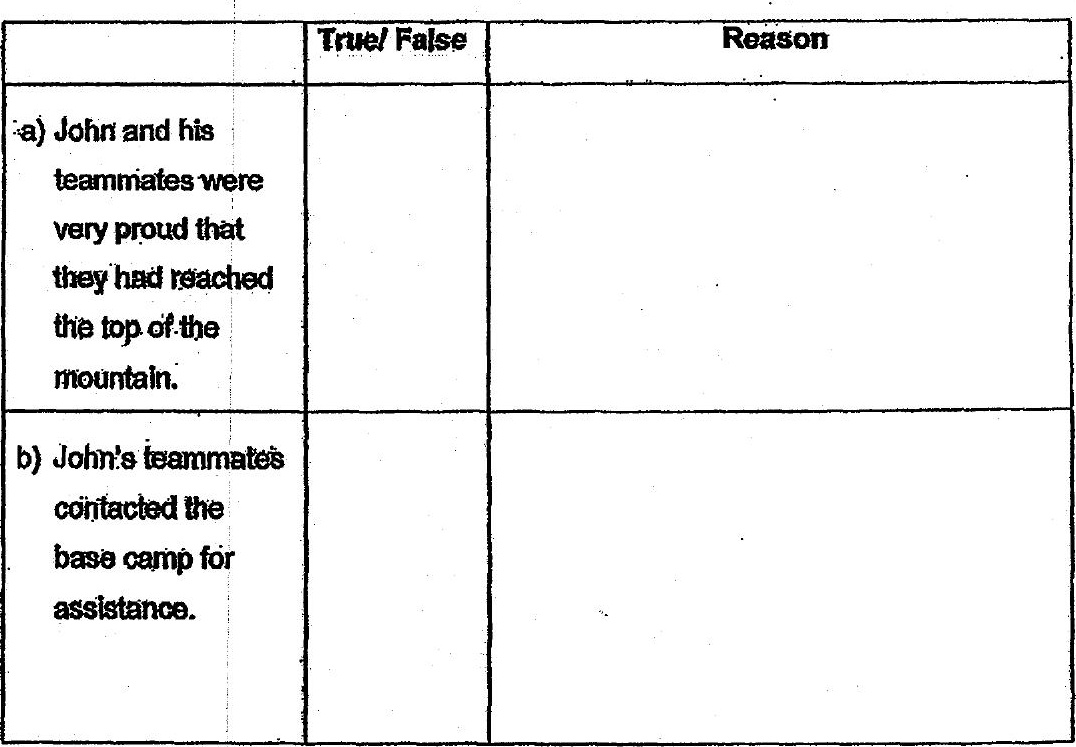 True/ False Reason
a) John and his
teammates were
very proud that
they had reached
the top of the
mountain.
b) John's teammates
contacted the
base camp for
assistance.